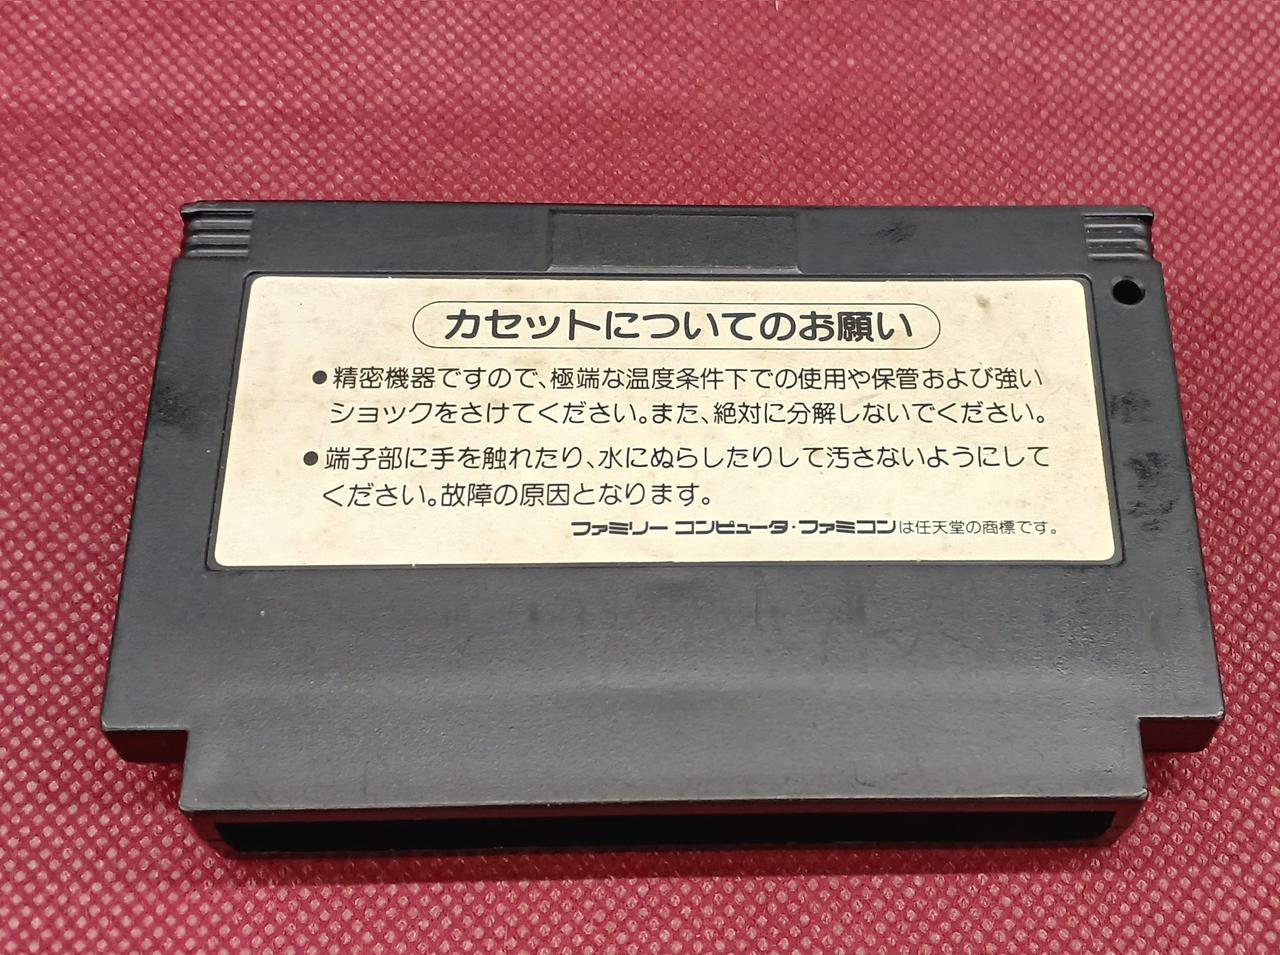 カセットについてのお願い
●精密機器ですので、極端な温度条件下での使用や保管および強い
ショックをさけてください。また、絶対に分解しないでください。
●端子部に手を触れたり、水にぬらしたりして汚さないようにして
ください。故障の原因となります。
ファミリー コンピュータ・ファミコンは任天堂の商標です。